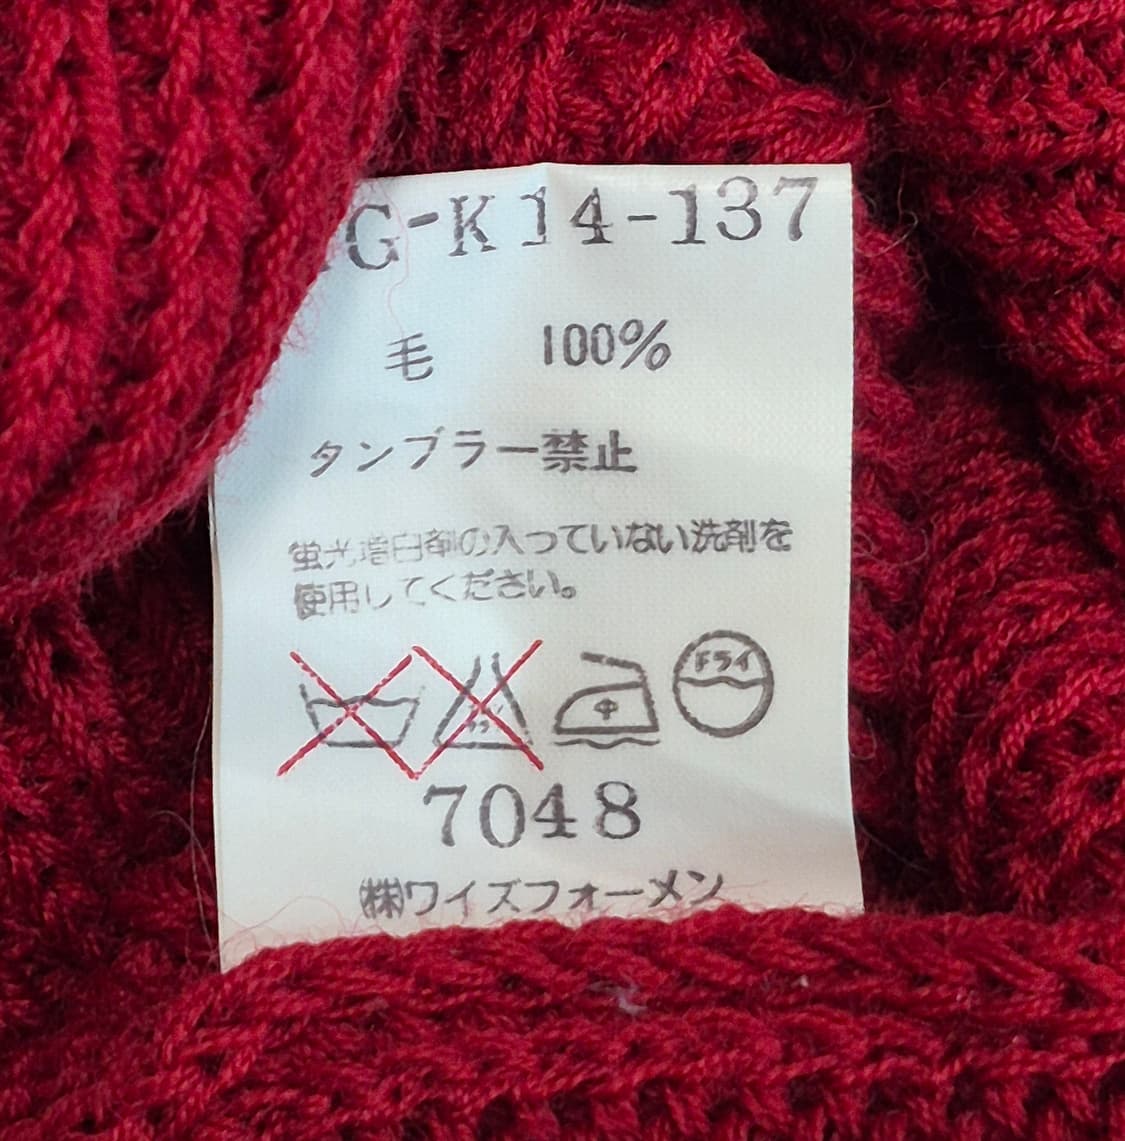 G-K14-137
毛 100%
タンブラー禁止
蛍光増白剤の入っていない洗剤を
使用してください。
中 ドライ
7048
㈱ワイズフォーメン